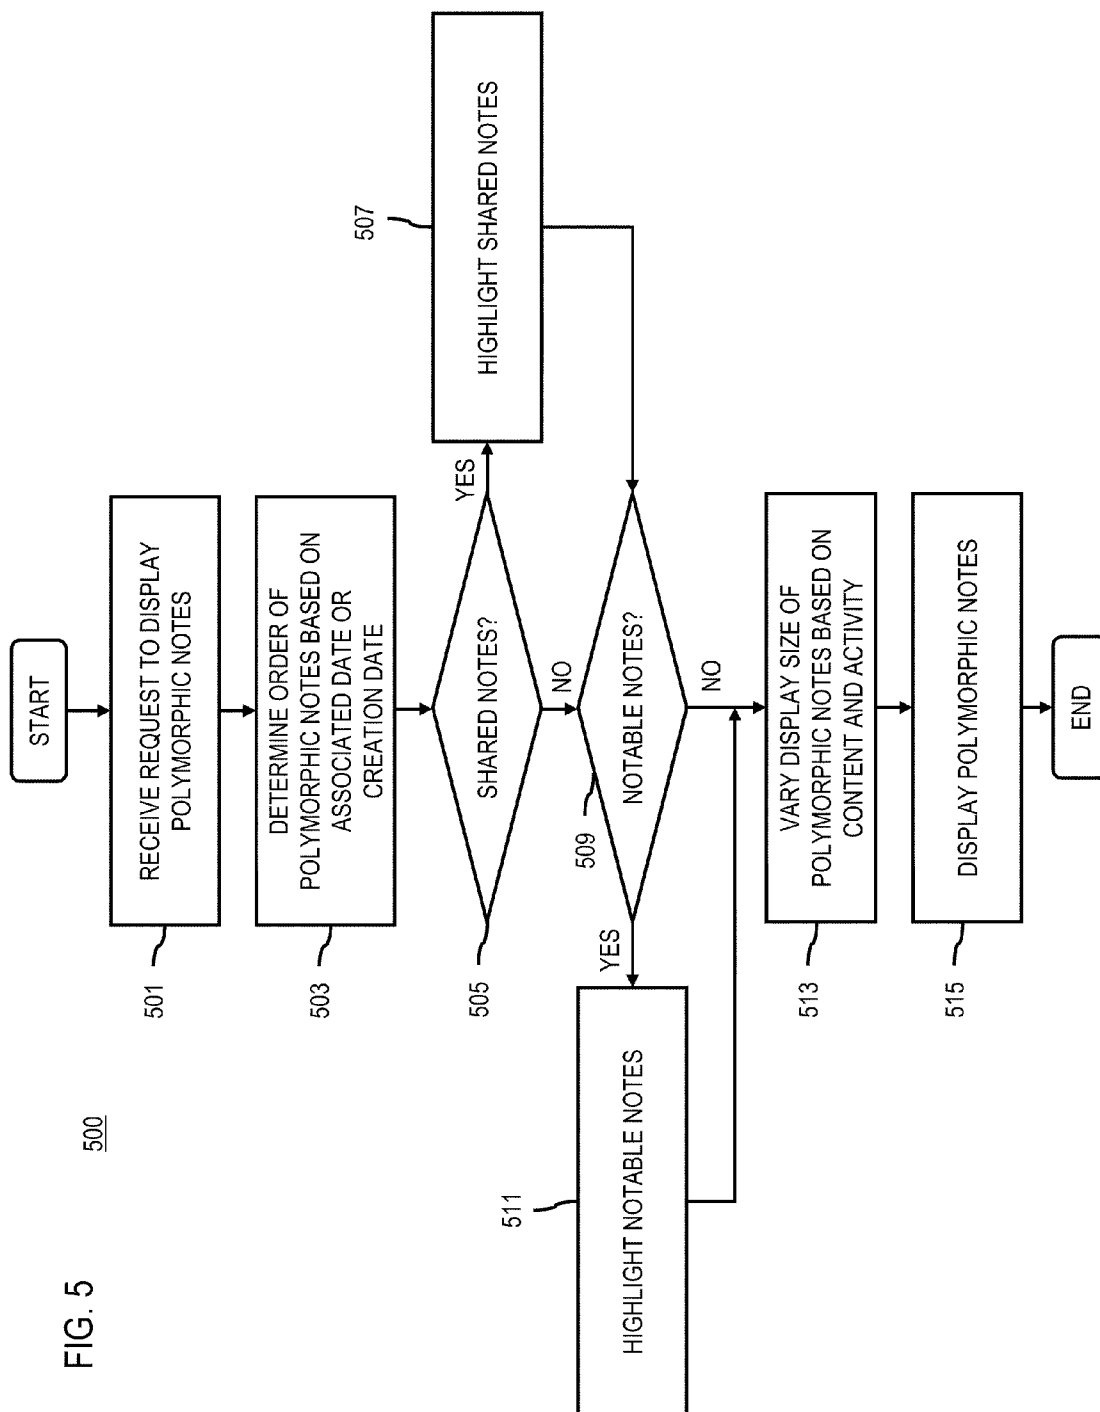 FIG. 5
500
START
RECEIVE REQUEST TO DISPLAY
POLYMORPHIC NOTES
501
DETERMINE ORDER OF
POLYMORPHIC NOTES BASED ON
ASSOCIATED DATE OR
CREATION DATE
503
SHARED NOTES?
505
YES
HIGHLIGHT SHARED NOTES
507
NO
NOTABLE NOTES?
509
YES
HIGHLIGHT NOTABLE NOTES
511
NO
VARY DISPLAY SIZE OF
POLYMORPHIC NOTES BASED ON
CONTENT AND ACTIVITY
513
DISPLAY POLYMORPHIC NOTES
515
END